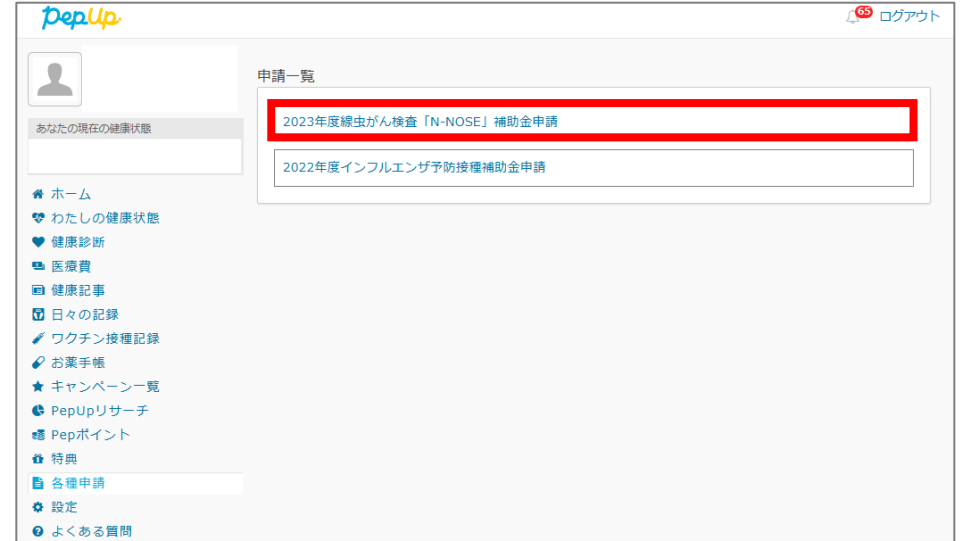 PepUp
65
ログアウト
あなたの現在の健康状態
ホーム
わたしの健康状態
健康診断
医療費
健康記事
日々の記録
ワクチン接種記録
お薬手帳
キャンペーン一覧
PepUpリサーチ
Pepポイント
特典
各種申請
設定
よくある質問
申請一覧
2023年度線虫がん検査「N-NOSE」補助金申請
2022年度インフルエンザ予防接種補助金申請